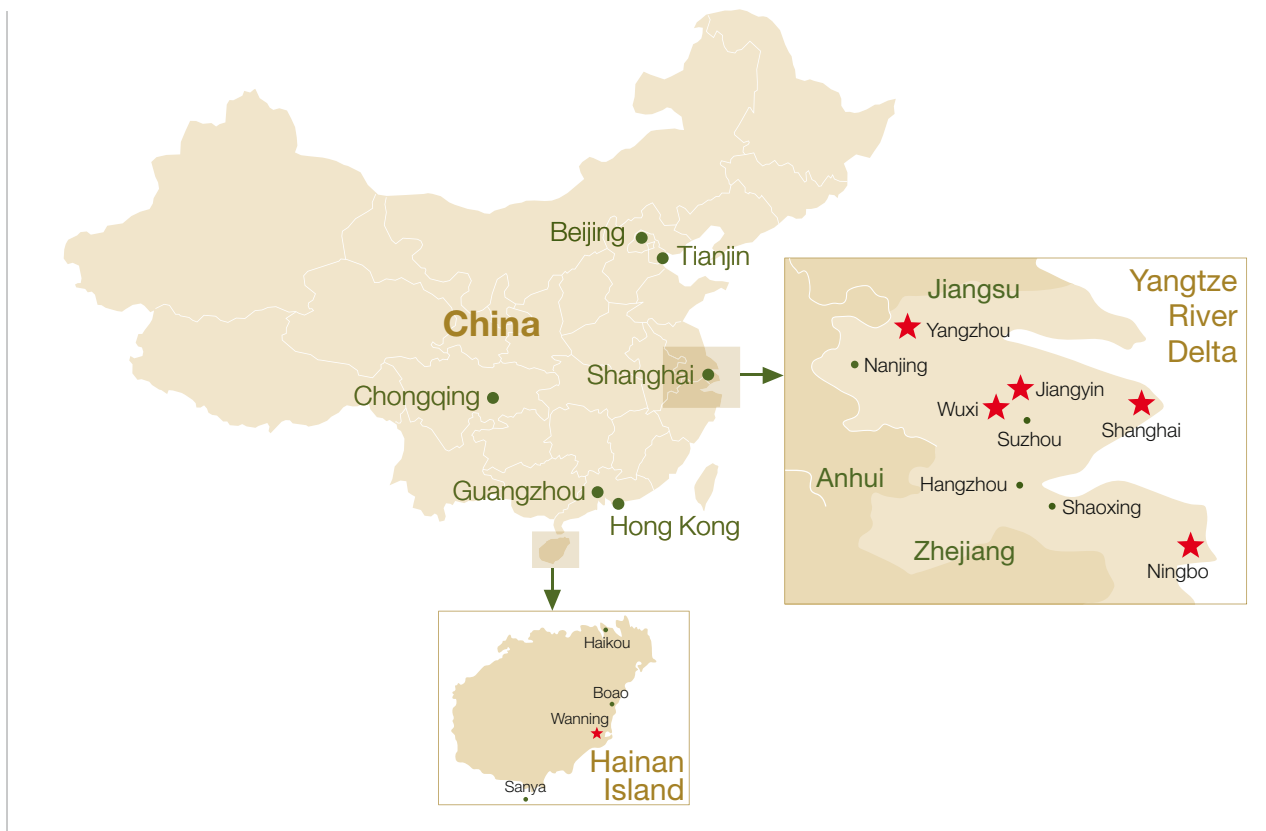 Beijing
Tianjin
China
Shanghai
Chongqing
Guangzhou
Hong Kong
Yangtze
River
Delta
Jiangsu
Yangzhou
Nanjing
Jiangyin
Wuxi
Shanghai
Suzhou
Anhui
Hangzhou
Shaoxing
Zhejiang
Ningbo
Haikou
Boao
Wanning
Hainan
Island
Sanya